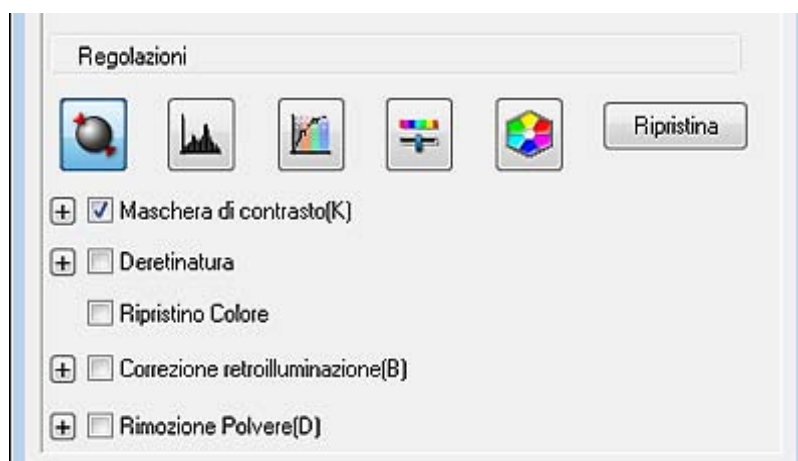 Regolazioni
Ripristina
Maschera di contrasto(K)
Deretinatura
Ripristino Colore
Correzione retroilluminazione(B)
Rimozione Polvere(D)